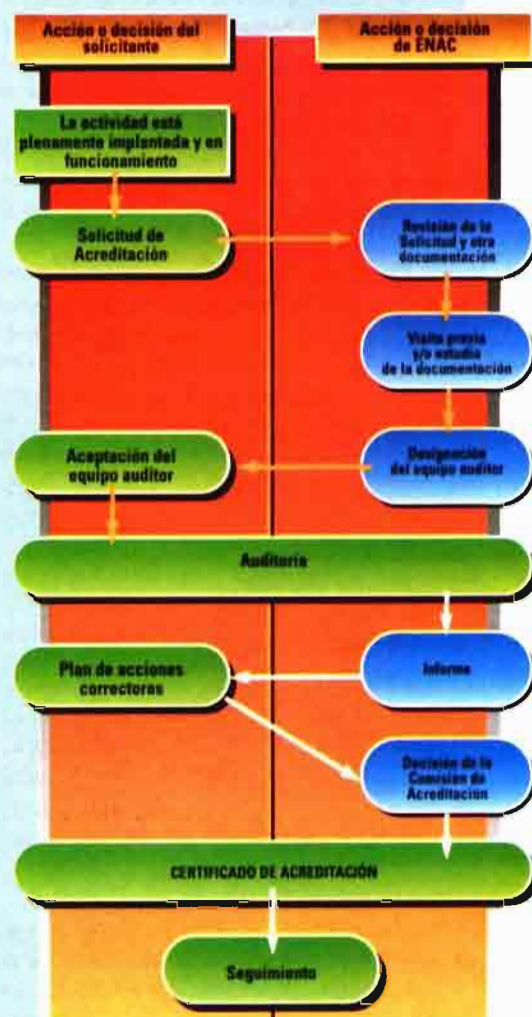 Acción o decisión del
solicitante
Acción o decisión
de ENAC
La actividad está
plenamente implantada y en
funcionamiento
Solicitud de
Acreditación
Revisión de la
Solicitud y otra
documentación
Visita previa
y/o estudio
de la documentación
Designación
del equipo auditor
Aceptación del
equipo auditor
Auditoría
Informe
Plan de acciones
correctoras
Decisión de la
Comisión de
Acreditación
CERTIFICADO DE ACREDITACIÓN
Seguimiento